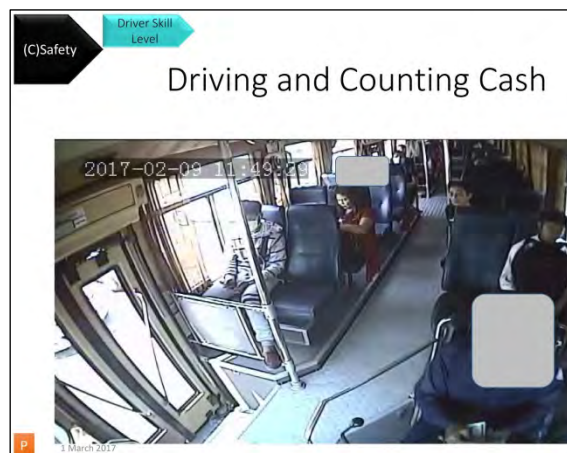 (C)Safety
Driver Skill
Level
Driving and Counting Cash
2017-02-09 11:49:29
P
1 March 2017